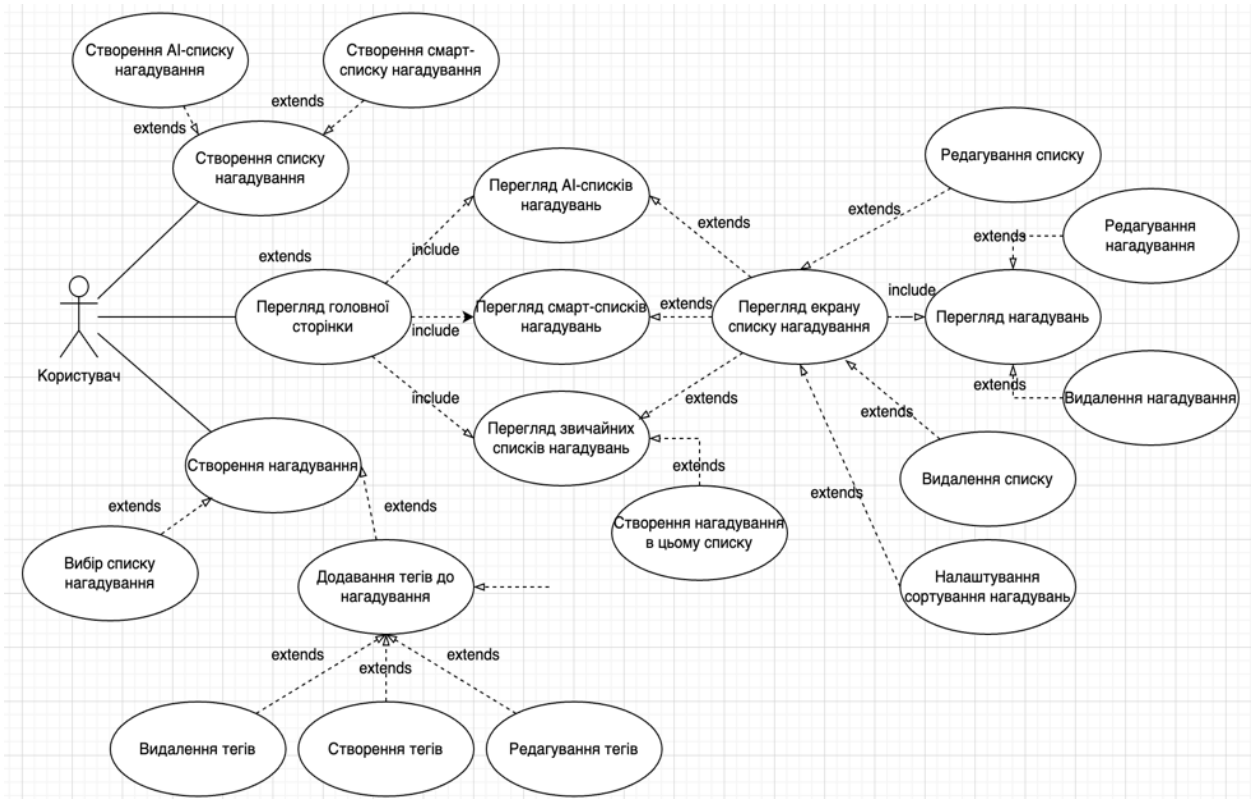 Створення AI-списку
нагадування
Створення смарт-
списку нагадування
extends
extends
Створення списку
нагадування
Редагування списку
Перегляд AI-списків
нагадувань
extends
extends
Редагування
нагадування
extends
include
extends
Перегляд головної
сторінки
include
Перегляд смарт-списків
нагадувань
extends
Перегляд екрану
списку нагадування
include
Перегляд нагадувань
Користувач
include
extends
extends
Видалення нагадування
Перегляд звичайних
списків нагадувань
extends
Створення нагадування
extends
Видалення списку
extends
extends
extends
Створення нагадування
в цьому списку
Вибір списку
нагадування
Додавання тегів до
нагадування
Налаштування
сортування нагадувань
extends
extends
extends
Видалення тегів
Створення тегів
Редагування тегів